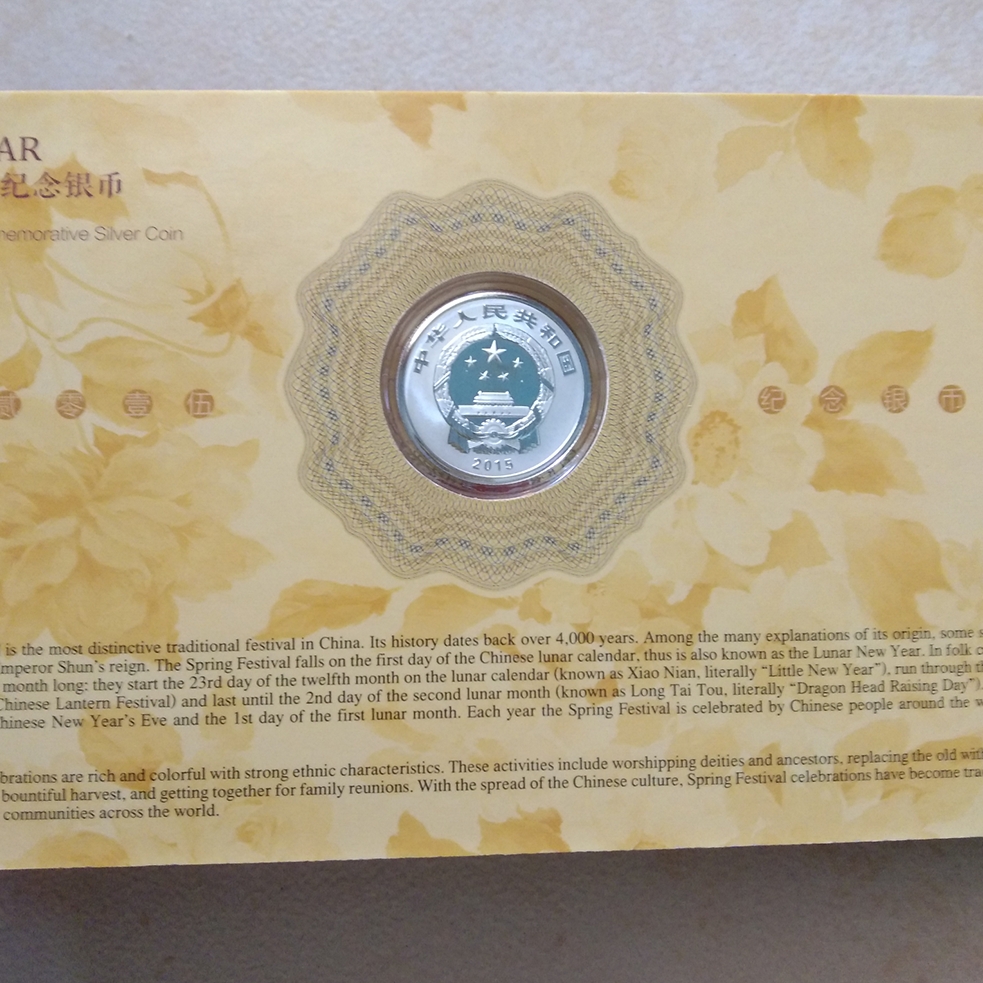 AR
纪念银币
memorative Silver Coin
中华人民共和国
2015
贰 零 壹 伍
纪 念 银 币
is the most distinctive traditional festival in China. Its history dates back over 4,000 years. Among the many explanations of its origin, some s
mperor Shun's reign. The Spring Festival falls on the first day of the Chinese lunar calendar, thus is also known as the Lunar New Year. In folk c
month long: they start the 23rd day of the twelfth month on the lunar calendar (known as Xiao Nian, literally “Little New Year”), run through th
Chinese Lantern Festival) and last until the 2nd day of the second lunar month (known as Long Tai Tou, literally “Dragon Head Raising Day”).
hinese New Year's Eve and the 1st day of the first lunar month. Each year the Spring Festival is celebrated by Chinese people around the w
brations are rich and colorful with strong ethnic characteristics. These activities include worshipping deities and ancestors, replacing the old with
bountiful harvest, and getting together for family reunions. With the spread of the Chinese culture, Spring Festival celebrations have become tra
communities across the world.